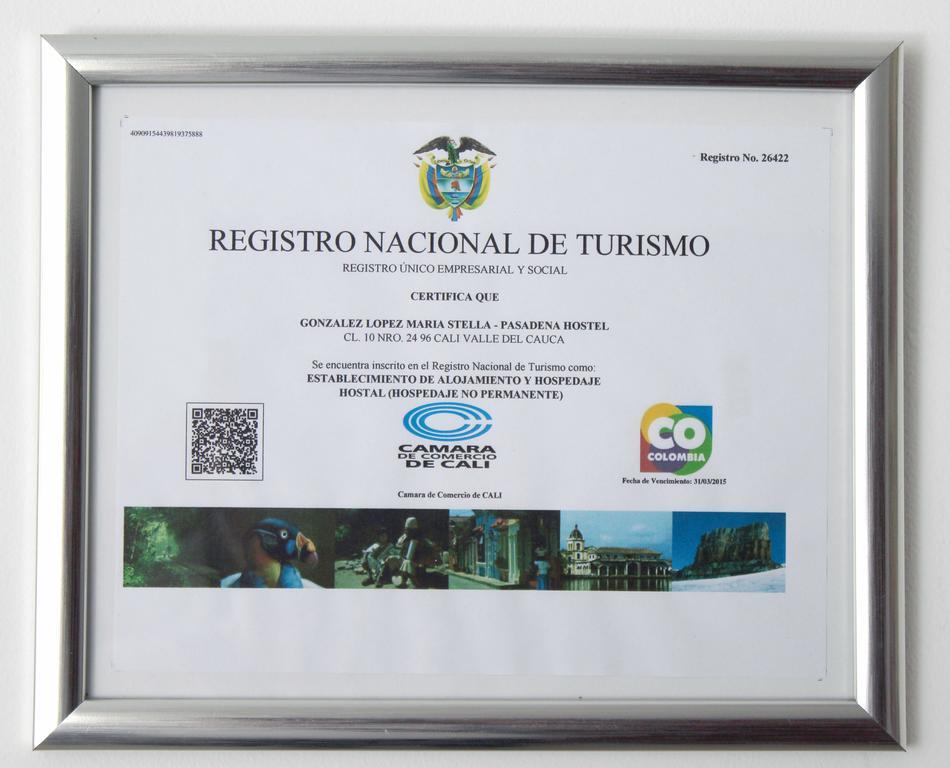 40909154439819375888
Registro No. 26422
REGISTRO NACIONAL DE TURISMO
REGISTRO ÚNICO EMPRESARIAL Y SOCIAL
CERTIFICA QUE
GONZALEZ LOPEZ MARIA STELLA - PASADENA HOSTEL
CL. 10 NRO. 24 96 CALI VALLE DEL CAUCA
Se encuentra inscrito en el Registro Nacional de Turismo como:
ESTABLECIMIENTO DE ALOJAMIENTO Y HOSPEDAJE
HOSTAL (HOSPEDAJE NO PERMANENTE)
CAMARA
DE COMERCIO
DE CALI
CO
COLOMBIA
Fecha de Vencimiento: 31/03/2015
Camara de Comercio de CALI